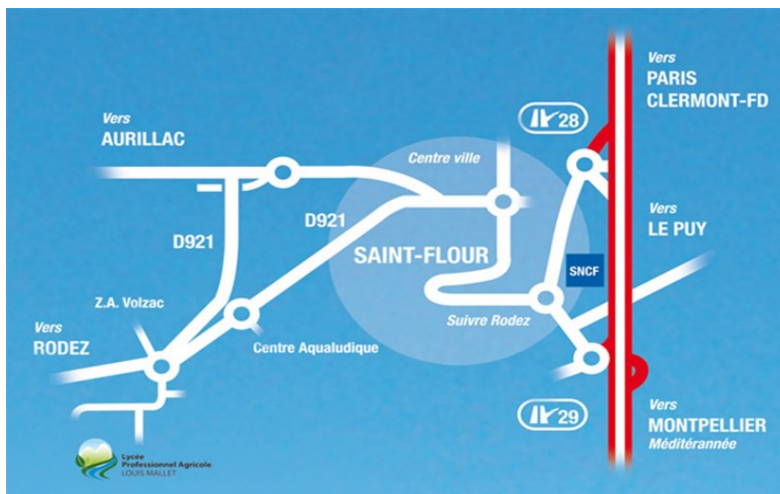 Vers
PARIS
CLERMONT-FD
28
Vers
AURILLAC
Centre ville
D921
D921
Vers
LE PUY
SAINT-FLOUR
SNCF
Z.A. Volzac
Suivre Rodez
Vers
RODEZ
Centre Aqualudique
29
Vers
MONTPELLIER
Méditérannée
Lycée
Professionnel Agricole
LOUIS MALLET